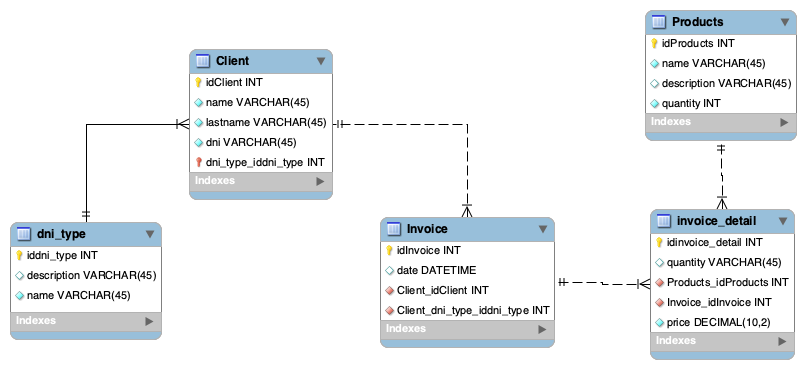 Products
idProducts INT
name VARCHAR(45)
description VARCHAR(45)
quantity INT
Indexes
Client
idClient INT
name VARCHAR(45)
lastname VARCHAR(45)
dni VARCHAR(45)
dni_type_iddni_type INT
Indexes
dni_type
iddni_type INT
description VARCHAR(45)
name VARCHAR(45)
Indexes
Invoice
idInvoice INT
date DATETIME
Client_idClient INT
Client_dni_type_iddni_type INT
Indexes
invoice_detail
idinvoice_detail INT
quantity VARCHAR(45)
Products_idProducts INT
Invoice_idInvoice INT
price DECIMAL(10,2)
Indexes